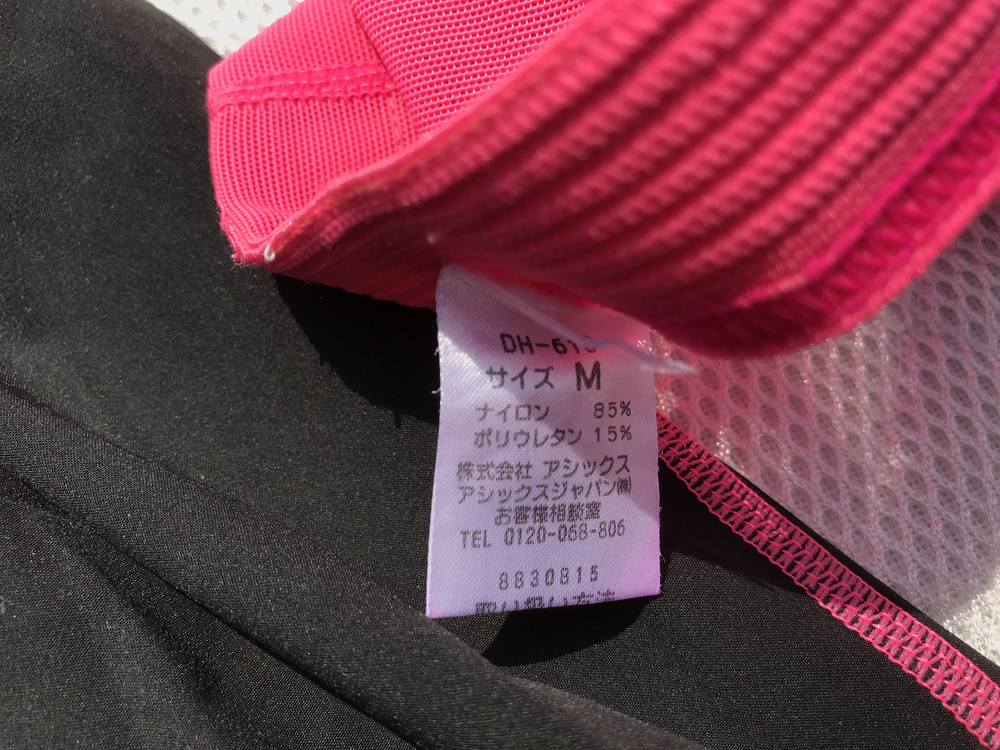 サイズ M
ナイロン 85%
ポリウレタン 15%
株式会社 アシックス
アシックスジャパン㈱
お客様相談室
TEL 0120-068-806
8830815